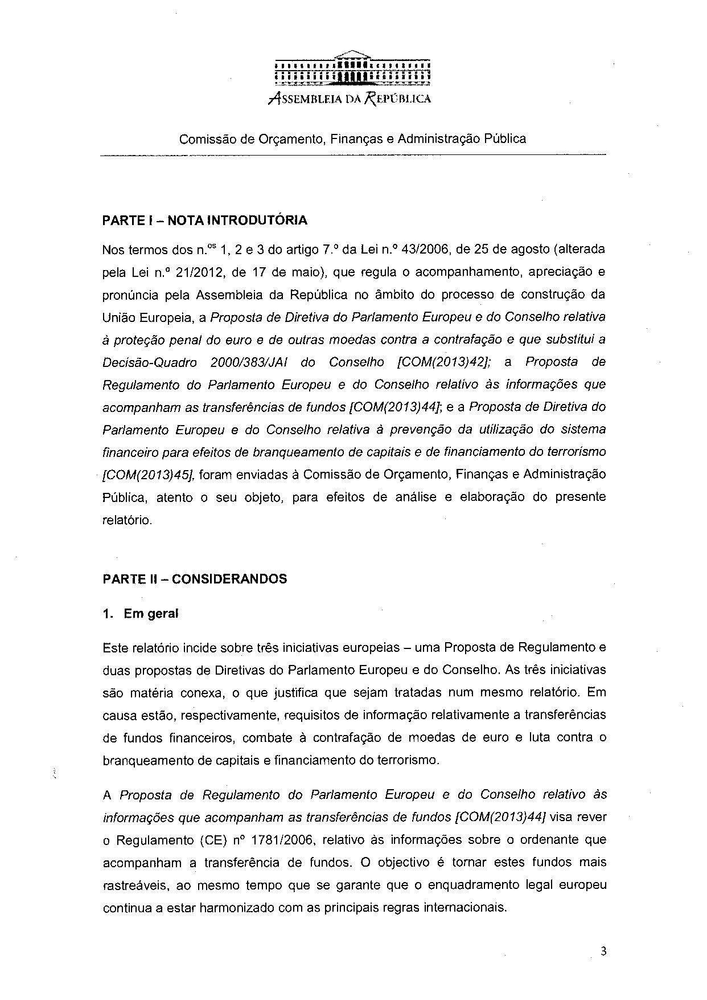 ASSEMBLEIA DA REPÚBLICA
Comissão de Orçamento, Finanças e Administração Pública
PARTE I – NOTA INTRODUTÓRIA
Nos termos dos n.ºs 1, 2 e 3 do artigo 7.º da Lei n.º 43/2006, de 25 de agosto (alterada
pela Lei n.º 21/2012, de 17 de maio), que regula o acompanhamento, apreciação e
pronúncia pela Assembleia da República no âmbito do processo de construção da
União Europeia, a Proposta de Diretiva do Parlamento Europeu e do Conselho relativa
à proteção penal do euro e de outras moedas contra a contrafação e que substitui a
Decisão-Quadro 2000/383/JAI do Conselho [COM(2013)42]; a Proposta de
Regulamento do Parlamento Europeu e do Conselho relativo às informações que
acompanham as transferências de fundos [COM(2013)44]; e a Proposta de Diretiva do
Parlamento Europeu e do Conselho relativa à prevenção da utilização do sistema
financeiro para efeitos de branqueamento de capitais e de financiamento do terrorismo
[COM(2013)45], foram enviadas à Comissão de Orçamento, Finanças e Administração
Pública, atento o seu objeto, para efeitos de análise e elaboração do presente
relatório.
PARTE II – CONSIDERANDOS
1. Em geral
Este relatório incide sobre três iniciativas europeias – uma Proposta de Regulamento e
duas propostas de Diretivas do Parlamento Europeu e do Conselho. As três iniciativas
são matéria conexa, o que justifica que sejam tratadas num mesmo relatório. Em
causa estão, respectivamente, requisitos de informação relativamente a transferências
de fundos financeiros, combate à contrafação de moedas de euro e luta contra o
branqueamento de capitais e financiamento do terrorismo.
A Proposta de Regulamento do Parlamento Europeu e do Conselho relativo às
informações que acompanham as transferências de fundos [COM(2013)44] visa rever
o Regulamento (CE) nº 1781/2006, relativo às informações sobre o ordenante que
acompanham a transferência de fundos. O objectivo é tornar estes fundos mais
rastreáveis, ao mesmo tempo que se garante que o enquadramento legal europeu
continua a estar harmonizado com as principais regras internacionais.
3